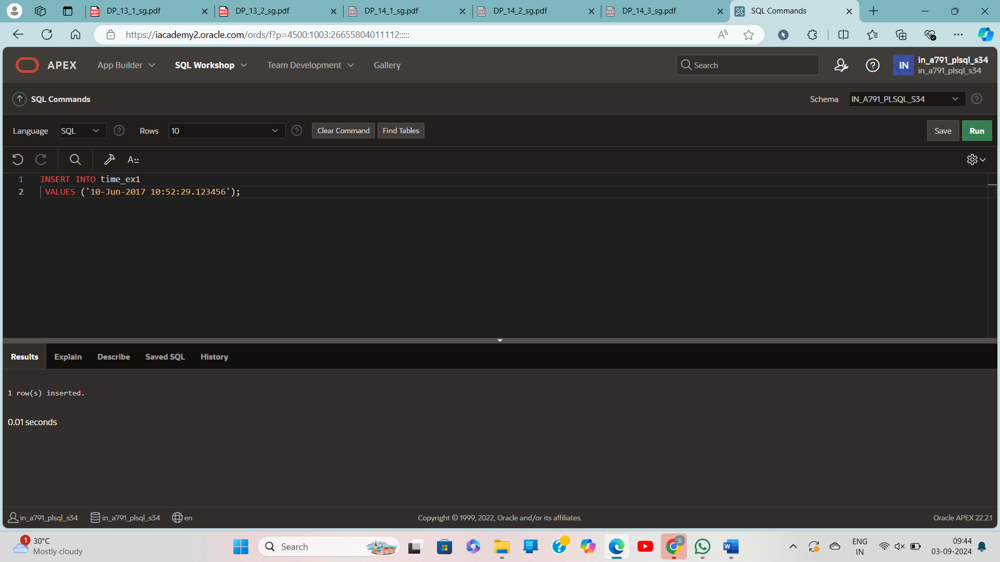 DP_13_1_sg.pdf
DP_13_2_sg.pdf
DP_14_1_sg.pdf
DP_14_2_sg.pdf
DP_14_3_sg.pdf
SQL Commands
https://iacademy2.oracle.com/ords/f?p=4500:1003:26655804011112:::::
APEX
App Builder
SQL Workshop
Team Development
Gallery
Search
IN
in_a791_plsql_s34
in_a791_plsql_s34
SQL Commands
Schema
IN_A791_PLSQL_S34
Language
SQL
Rows
10
Clear Command
Find Tables
Save
Run
A::
1 INSERT INTO time_ex1
2 VALUES ('10-Jun-2017 10:52:29.123456');
Results
Explain
Describe
Saved SQL
History
1 row(s) inserted.
0.01 seconds
in_a791_plsql_s34
in_a791_plsql_s34
en
Copyright © 1999, 2022, Oracle and/or its affiliates.
Oracle APEX 22.2.1
1
30°C
Mostly cloudy
Search
S
W
ENG
IN
09:44
03-09-2024